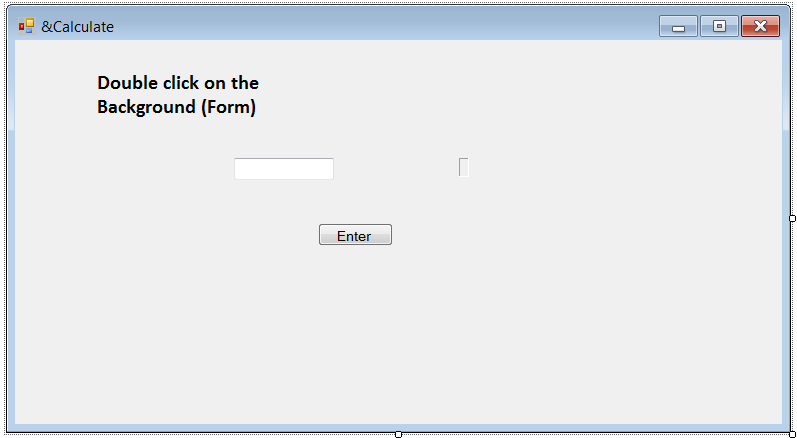 &Calculate
Double click on the
Background (Form)
Enter